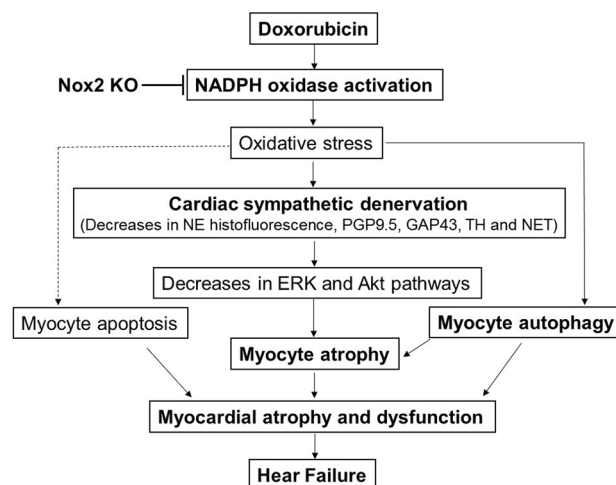 Doxorubicin
Nox2 KO
NADPH oxidase activation
Oxidative stress
Cardiac sympathetic denervation
(Decreases in NE histofluorescence, PGP9.5, GAP43, TH and NET)
Decreases in ERK and Akt pathways
Myocyte apoptosis
Myocyte autophagy
Myocyte atrophy
Myocardial atrophy and dysfunction
Hear Failure